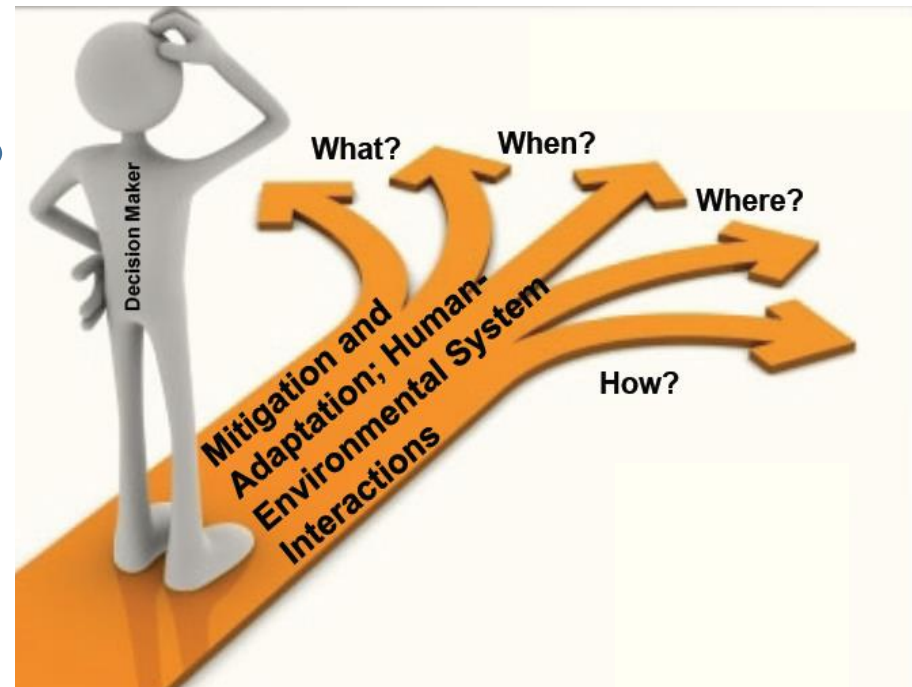 Decision Maker
What?
When?
Where?
How?
Mitigation and
Adaptation; Human-
Environmental System
Interactions